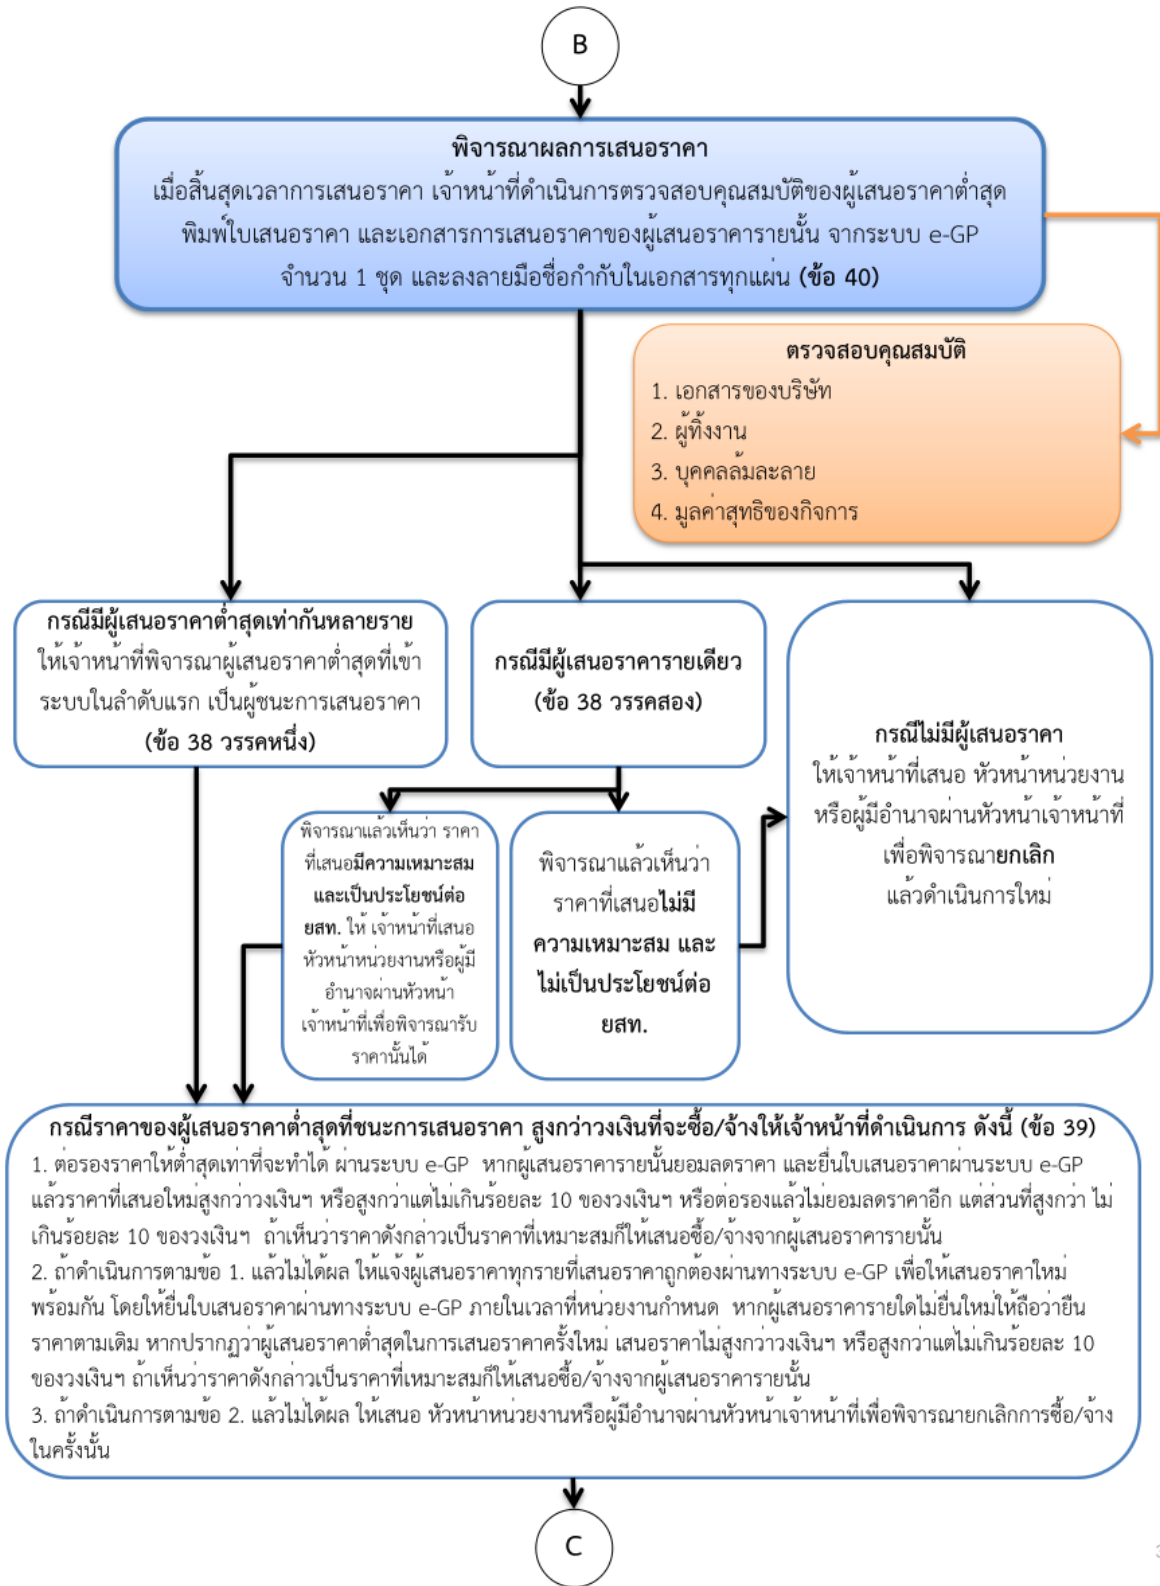 B
พิจารณาผลการเสนอราคา
เมื่อสิ้นสุดเวลาการเสนอราคา เจ้าหน้าที่ดำเนินการตรวจสอบคุณสมบัติของผู้เสนอราคาต่ำสุด
พิมพ์ใบเสนอราคา และเอกสารการเสนอราคาของผู้เสนอราคารายนั้น จากระบบ e-GP
จำนวน 1 ชุด และลงลายมือชื่อกำกับในเอกสารทุกแผ่น (ข้อ 40)
ตรวจสอบคุณสมบัติ
1. เอกสารของบริษัท
2. ผู้ทิ้งงาน
3. บุคคลล้มละลาย
4. มูลค่าสุทธิของกิจการ
กรณีมีผู้เสนอราคาต่ำสุดเท่ากันหลายราย
ให้เจ้าหน้าที่พิจารณาผู้เสนอราคาต่ำสุดที่เข้า
ระบบในลำดับแรก เป็นผู้ชนะการเสนอราคา
(ข้อ 38 วรรคหนึ่ง)
กรณีมีผู้เสนอราคารายเดียว
(ข้อ 38 วรรคสอง)
กรณีไม่มีผู้เสนอราคา
ให้เจ้าหน้าที่เสนอ หัวหน้าหน่วยงาน
หรือผู้มีอำนาจผ่านหัวหน้าเจ้าหน้าที่
เพื่อพิจารณายกเลิก
แล้วดำเนินการใหม่
พิจารณาแล้วเห็นว่า ราคา
ที่เสนอมีความเหมาะสม
และเป็นประโยชน์ต่อ
ยสท. ให้ เจ้าหน้าที่เสนอ
หัวหน้าหน่วยงานหรือผู้มี
อำนาจผ่านหัวหน้า
เจ้าหน้าที่เพื่อพิจารณารับ
ราคานั้นได้
พิจารณาแล้วเห็นว่า
ราคาที่เสนอไม่มี
ความเหมาะสม และ
ไม่เป็นประโยชน์ต่อ
ยสท.
กรณีราคาของผู้เสนอราคาต่ำสุดที่ชนะการเสนอราคา สูงกว่าวงเงินที่จะซื้อ/จ้างให้เจ้าหน้าที่ดำเนินการ ดังนี้ (ข้อ 39)
1. ต่อรองราคาให้ต่ำสุดเท่าที่จะทำได้ ผ่านระบบ e-GP หากผู้เสนอราคารายนั้นยอมลดราคา และยื่นใบเสนอราคาผ่านระบบ e-GP
แล้วราคาที่เสนอใหม่สูงกว่าวงเงินฯ หรือสูงกว่าแต่ไม่เกินร้อยละ 10 ของวงเงินฯ หรือต่อรองแล้วไม่ยอมลดราคาอีก แต่ส่วนที่สูงกว่า ไม่
เกินร้อยละ 10 ของวงเงินฯ ถ้าเห็นว่าราคาดังกล่าวเป็นราคาที่เหมาะสมก็ให้เสนอซื้อ/จ้างจากผู้เสนอราคารายนั้น
2. ถ้าดำเนินการตามข้อ 1. แล้วไม่ได้ผล ให้แจ้งผู้เสนอราคาทุกรายที่เสนอราคาถูกต้องผ่านทางระบบ e-GP เพื่อให้เสนอราคาใหม่
พร้อมกัน โดยให้ยื่นใบเสนอราคาผ่านทางระบบ e-GP ภายในเวลาที่หน่วยงานกำหนด หากผู้เสนอราคารายใดไม่ยื่นใหม่ให้ถือว่ายืน
ราคาตามเดิม หากปรากฏว่าผู้เสนอราคาต่ำสุดในการเสนอราคาครั้งใหม่ เสนอราคาไม่สูงกว่าวงเงินฯ หรือสูงกว่าแต่ไม่เกินร้อยละ 10
ของวงเงินฯ ถ้าเห็นว่าราคาดังกล่าวเป็นราคาที่เหมาะสมก็ให้เสนอซื้อ/จ้างจากผู้เสนอราคารายนั้น
3. ถ้าดำเนินการตามข้อ 2. แล้วไม่ได้ผล ให้เสนอ หัวหน้าหน่วยงานหรือผู้มีอำนาจผ่านหัวหน้าเจ้าหน้าที่เพื่อพิจารณายกเลิกการซื้อ/จ้าง
ในครั้งนั้น
C